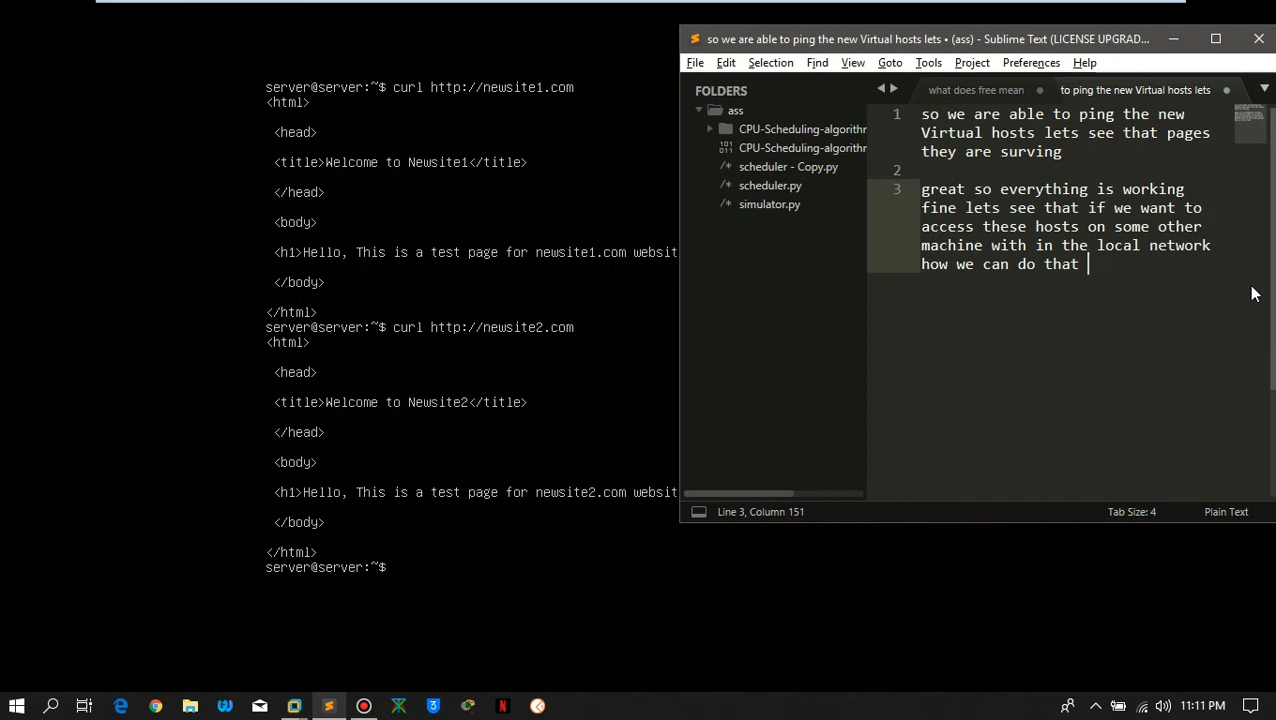 server@server:~$ curl http://newsite1.com
<html>
<head>
<title>Welcome to Newsite1</title>
</head>
<body>
<h1>Hello, This is a test page for newsite1.com websit
</body>
</html>
server@server:~$ curl http://newsite2.com
<html>
<head>
<title>Welcome to Newsite2</title>
</head>
<body>
<h1>Hello, This is a test page for newsite2.com websit
</body>
</html>
server@server:~$
so we are able to ping the new Virtual hosts lets • (ass) - Sublime Text (LICENSE UPGRAD...
File Edit Selection Find View Goto Tools Project Preferences Help
FOLDERS
ass
CPU-Scheduling-algorithr
CPU-Scheduling-algorithr
/* scheduler - Copy.py
/* scheduler.py
/* simulator.py
what does free mean
to ping the new Virtual hosts lets
1 so we are able to ping the new
Virtual hosts lets see that pages
they are surving
2
3 great so everything is working
fine lets see that if we want to
access these hosts on some other
machine with in the local network
how we can do that
Line 3, Column 151
Tab Size: 4
Plain Text
11:11 PM